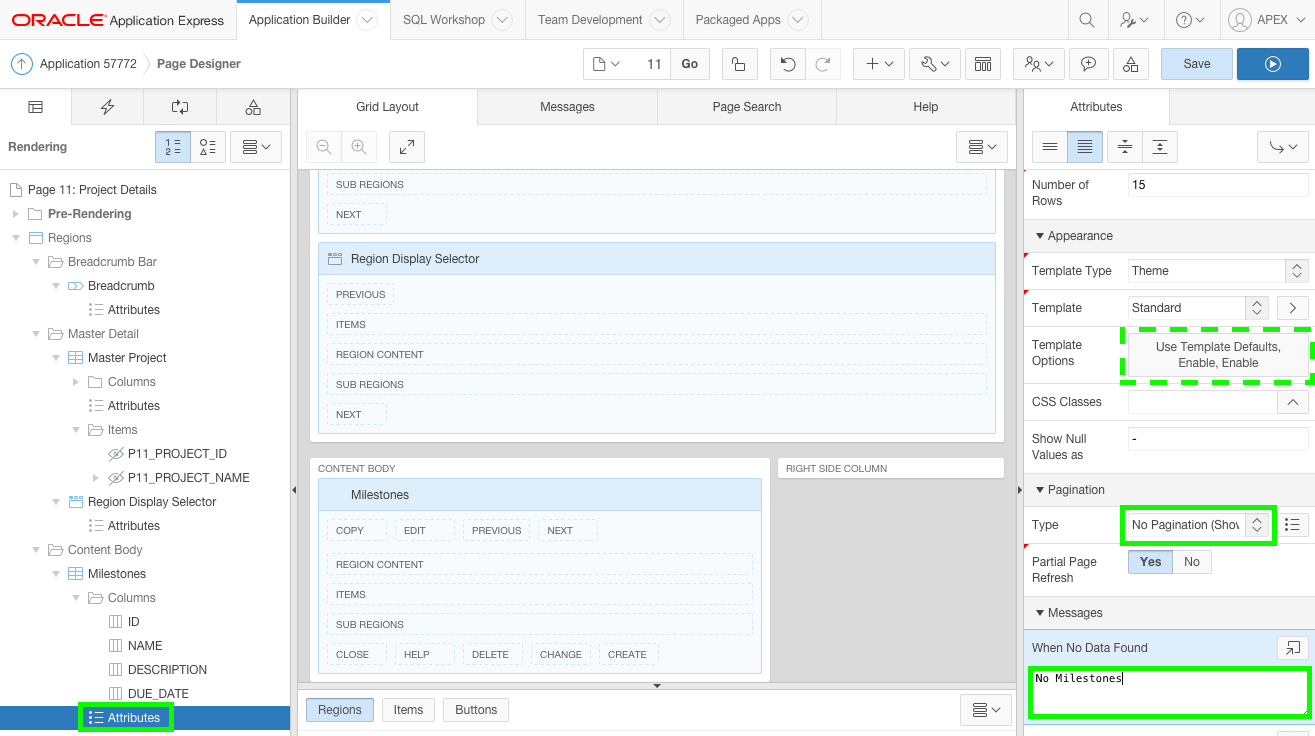 ORACLE Application Express
Application Builder
SQL Workshop
Team Development
Packaged Apps
APEX
Application 57772
Page Designer
11
Go
Save
Grid Layout
Messages
Page Search
Help
Attributes
Rendering
Page 11: Project Details
Pre-Rendering
Regions
Breadcrumb Bar
Breadcrumb
Attributes
Master Detail
Master Project
Columns
Attributes
Items
P11_PROJECT_ID
P11_PROJECT_NAME
Region Display Selector
Attributes
Content Body
Milestones
Columns
ID
NAME
DESCRIPTION
DUE_DATE
Attributes
SUB REGIONS
NEXT
Region Display Selector
PREVIOUS
ITEMS
REGION CONTENT
SUB REGIONS
NEXT
CONTENT BODY
RIGHT SIDE COLUMN
Milestones
COPY EDIT PREVIOUS NEXT
REGION CONTENT
ITEMS
SUB REGIONS
CLOSE HELP DELETE CHANGE CREATE
Regions Items Buttons
Number of
Rows
15
Appearance
Template Type
Theme
Template
Standard
Template
Options
Use Template Defaults,
Enable, Enable
CSS Classes
Show Null
Values as
-
Pagination
Type
No Pagination (Show
Partial Page
Refresh
Yes No
Messages
When No Data Found
No Milestones